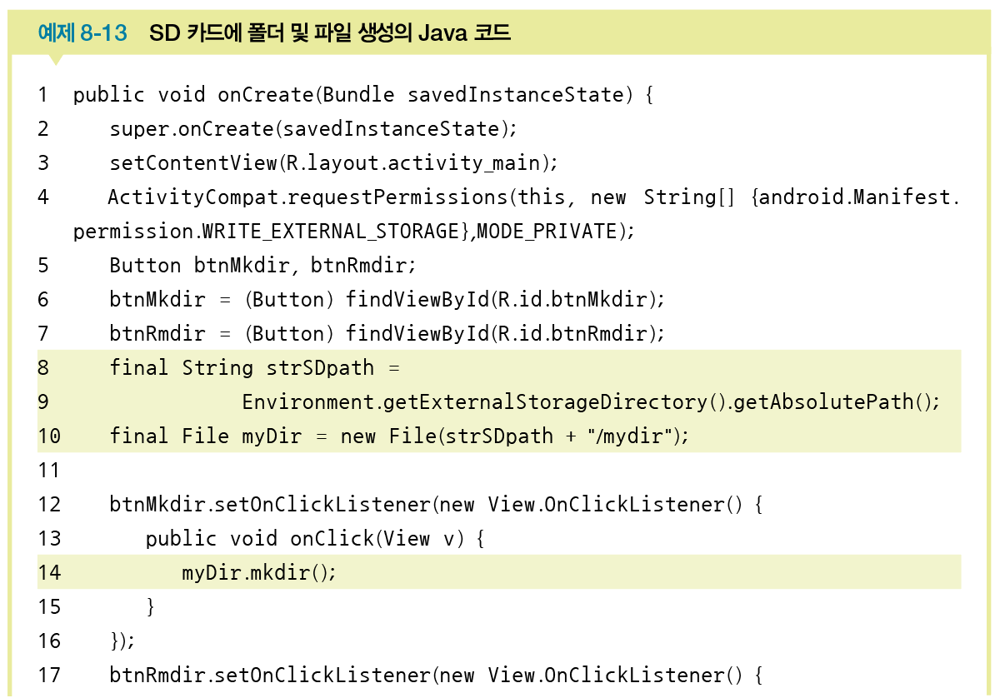 예제 8-13 SD 카드에 폴더 및 파일 생성의 Java 코드
1 public void onCreate(Bundle savedInstanceState) {
2 super.onCreate(savedInstanceState);
3 setContentView(R.layout.activity_main);
4 ActivityCompat.requestPermissions(this, new String[] {android.Manifest.
permission.WRITE_EXTERNAL_STORAGE},MODE_PRIVATE);
5 Button btnMkdir, btnRmdir;
6 btnMkdir = (Button) findViewById(R.id.btnMkdir);
7 btnRmdir = (Button) findViewById(R.id.btnRmdir);
8 final String strSDpath =
9 Environment.getExternalStorageDirectory().getAbsolutePath();
10 final File myDir = new File(strSDpath + "/mydir");
11
12 btnMkdir.setOnClickListener(new View.OnClickListener() {
13 public void onClick(View v) {
14 myDir.mkdir();
15 }
16 });
17 btnRmdir.setOnClickListener(new View.OnClickListener() {